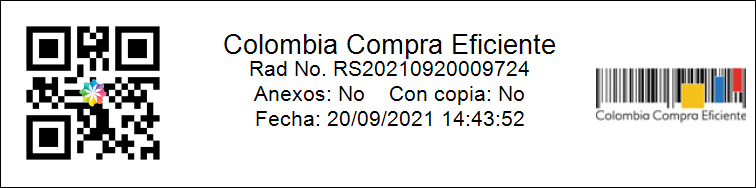 Colombia Compra Eficiente
Rad No. RS20210920009724
Anexos: No Con copia: No
Fecha: 20/09/2021 14:43:52
Colombia Compra Eficiente